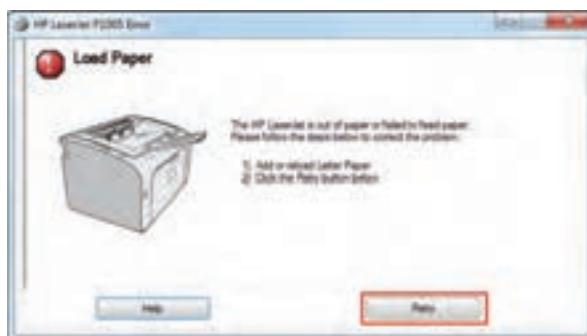 HP LaserJet P1005 Error
Load Paper
The HP LaserJet is out of paper or failed to feed paper.
Please follow the steps below to correct the problem.
1) Add or reload Letter Paper
2) Click the Retry button below
Help
Retry